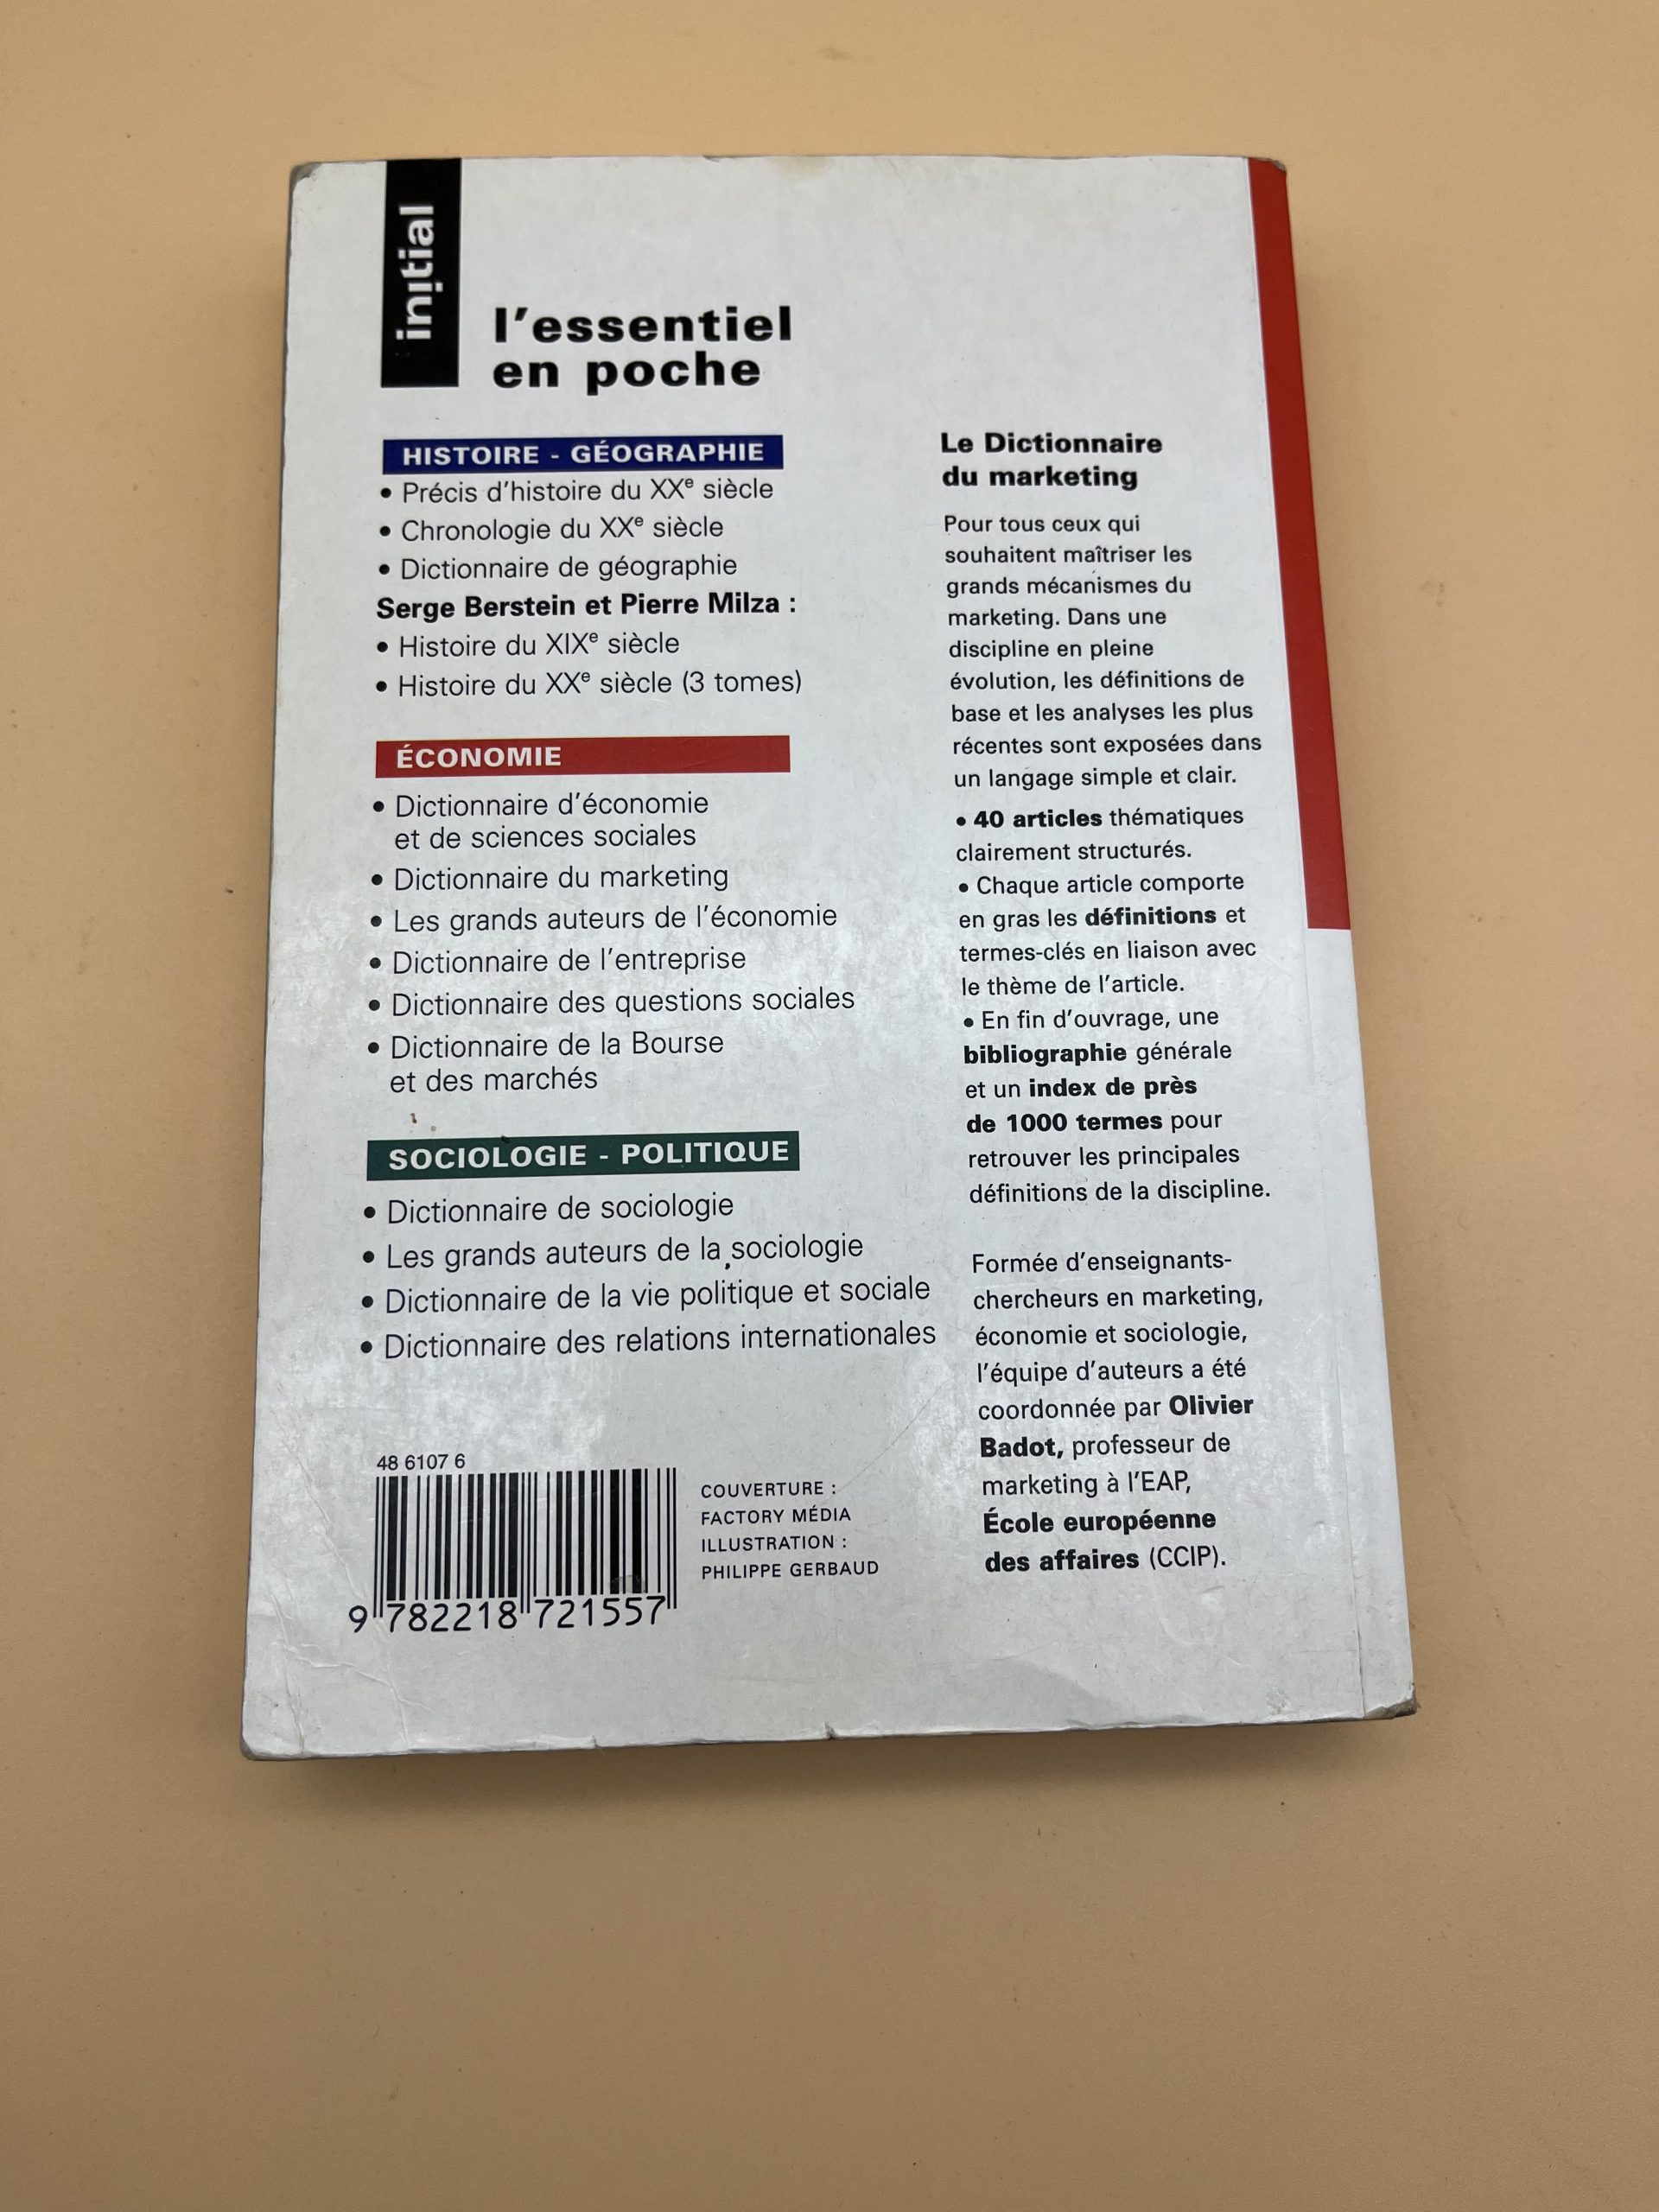 initial
l'essentiel
en poche
HISTOIRE - GÉOGRAPHIE
• Précis d'histoire du XXe siècle
• Chronologie du XXe siècle
• Dictionnaire de géographie
Serge Berstein et Pierre Milza :
• Histoire du XIXe siècle
• Histoire du XXe siècle (3 tomes)
ÉCONOMIE
• Dictionnaire d'économie
et de sciences sociales
• Dictionnaire du marketing
• Les grands auteurs de l'économie
• Dictionnaire de l'entreprise
• Dictionnaire des questions sociales
• Dictionnaire de la Bourse
et des marchés
SOCIOLOGIE - POLITIQUE
• Dictionnaire de sociologie
• Les grands auteurs de la sociologie
• Dictionnaire de la vie politique et sociale
• Dictionnaire des relations internationales
48 6107 6
9 782218 721557
COUVERTURE :
FACTORY MÉDIA
ILLUSTRATION :
PHILIPPE GERBAUD
Le Dictionnaire
du marketing
Pour tous ceux qui
souhaitent maîtriser les
grands mécanismes du
marketing. Dans une
discipline en pleine
évolution, les définitions de
base et les analyses les plus
récentes sont exposées dans
un langage simple et clair.
• 40 articles thématiques
clairement structurés.
• Chaque article comporte
en gras les définitions et
termes-clés en liaison avec
le thème de l'article.
• En fin d'ouvrage, une
bibliographie générale
et un index de près
de 1000 termes pour
retrouver les principales
définitions de la discipline.
Formée d'enseignants-
chercheurs en marketing,
économie et sociologie,
l'équipe d'auteurs a été
coordonnée par Olivier
Badot, professeur de
marketing à l'EAP,
École européenne
des affaires (CCIP).